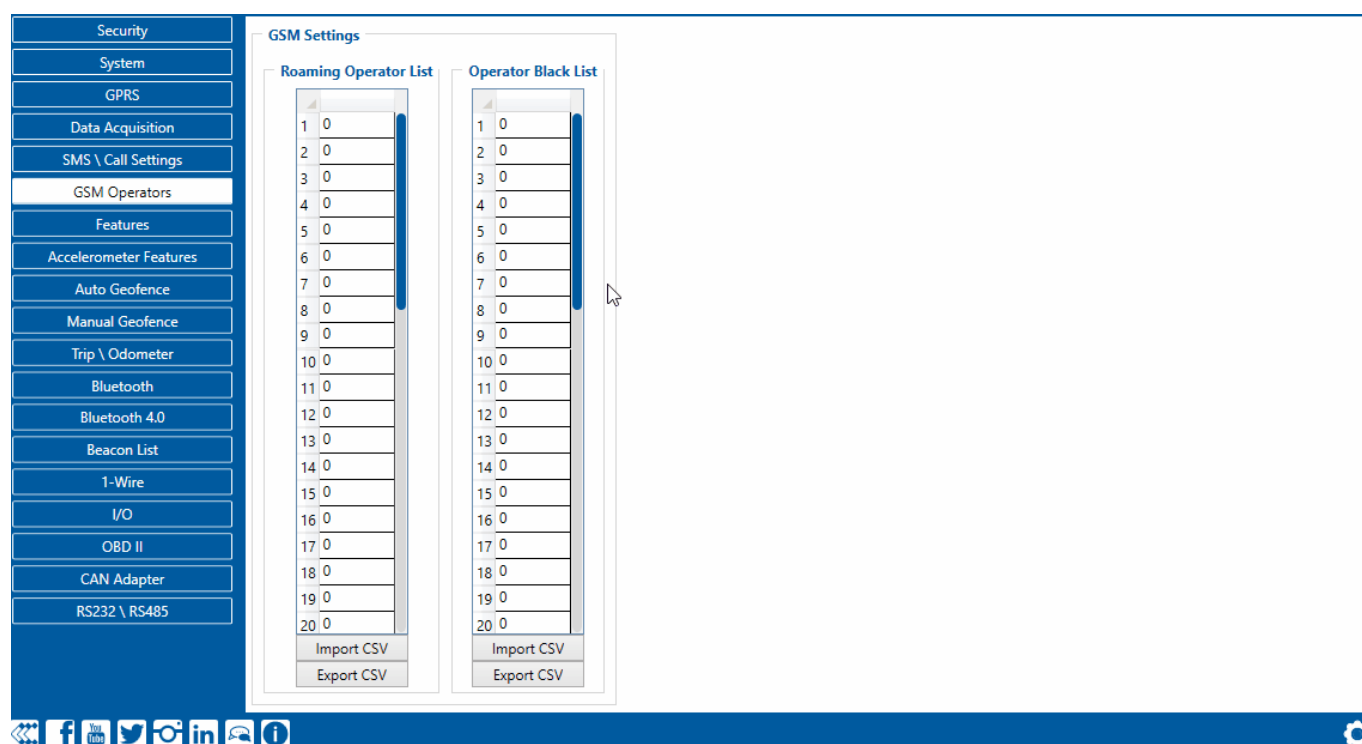 Security
System
GPRS
Data Acquisition
SMS \ Call Settings
GSM Operators
Features
Accelerometer Features
Auto Geofence
Manual Geofence
Trip \ Odometer
Bluetooth
Bluetooth 4.0
Beacon List
1-Wire
I/O
OBD II
CAN Adapter
RS232 \ RS485
GSM Settings
Roaming Operator List
1 0
2 0
3 0
4 0
5 0
6 0
7 0
8 0
9 0
10 0
11 0
12 0
13 0
14 0
15 0
16 0
17 0
18 0
19 0
20 0
Import CSV
Export CSV
Operator Black List
1 0
2 0
3 0
4 0
5 0
6 0
7 0
8 0
9 0
10 0
11 0
12 0
13 0
14 0
15 0
16 0
17 0
18 0
19 0
20 0
Import CSV
Export CSV
f
You
Tube
in
i